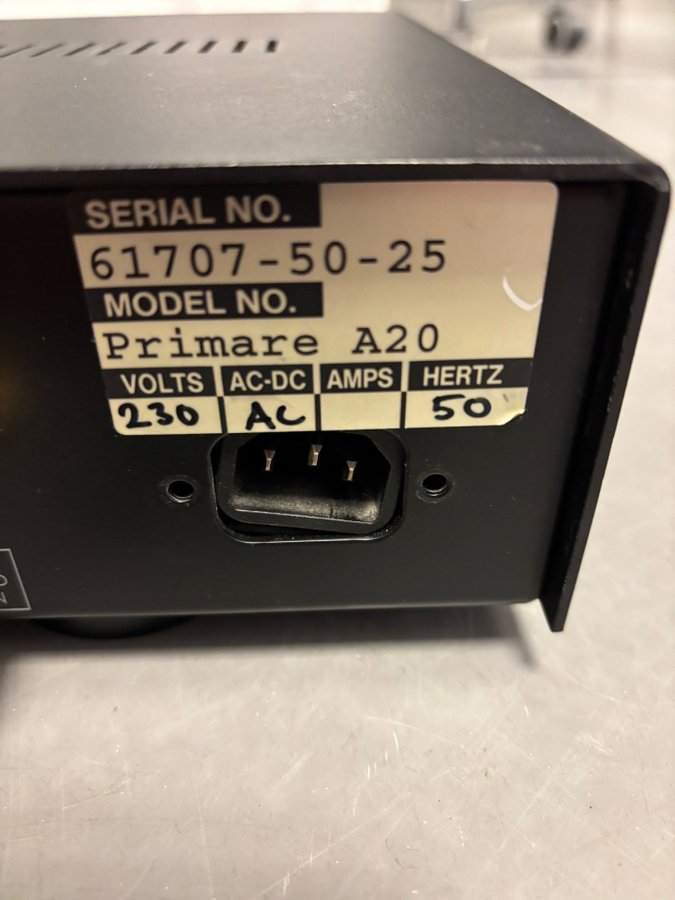 SERIAL NO.
61707-50-25
MODEL NO.
Primare A20
VOLTS AC-DC AMPS HERTZ
230 AC 50